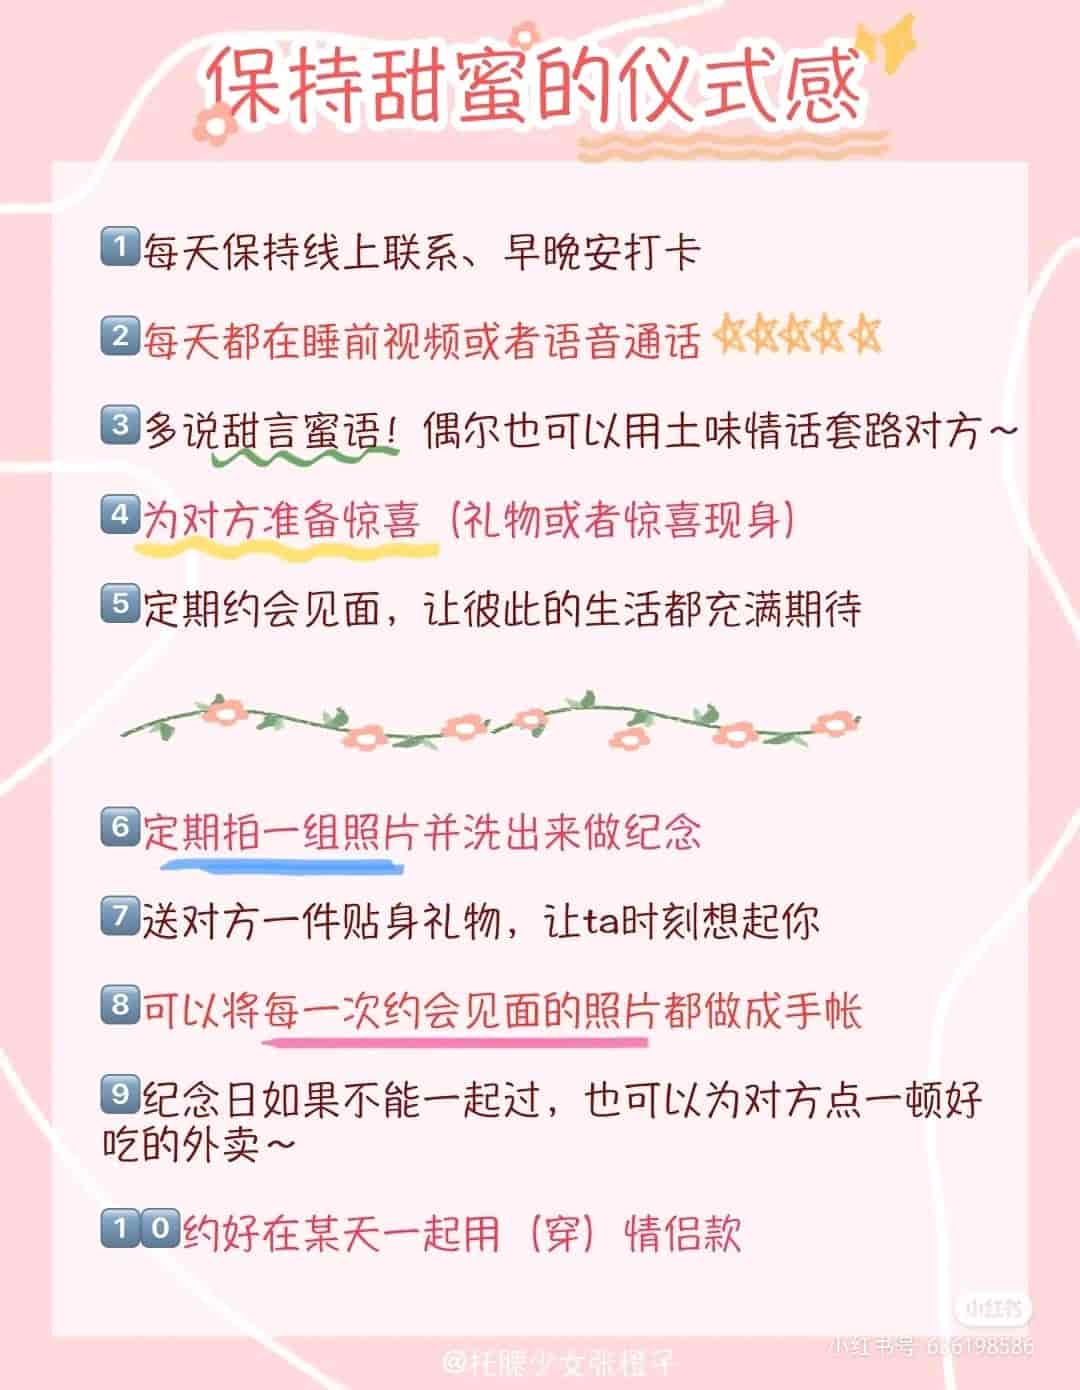 保持甜蜜的仪式感
1每天保持线上联系、早晚安打卡
2每天都在睡前视频或者语音通话
3多说甜言蜜语！偶尔也可以用土味情话套路对方～
4为对方准备惊喜（礼物或者惊喜现身）
5定期约会见面，让彼此的生活都充满期待
6定期拍一组照片并洗出来做纪念
7送对方一件贴身礼物，让ta时刻想起你
8可以将每一次约会见面的照片都做成手帐
9纪念日如果不能一起过，也可以为对方点一顿好
吃的外卖～
10约好在某天一起用（穿）情侣款
小红书
小红书号
@托腮少女张橙子